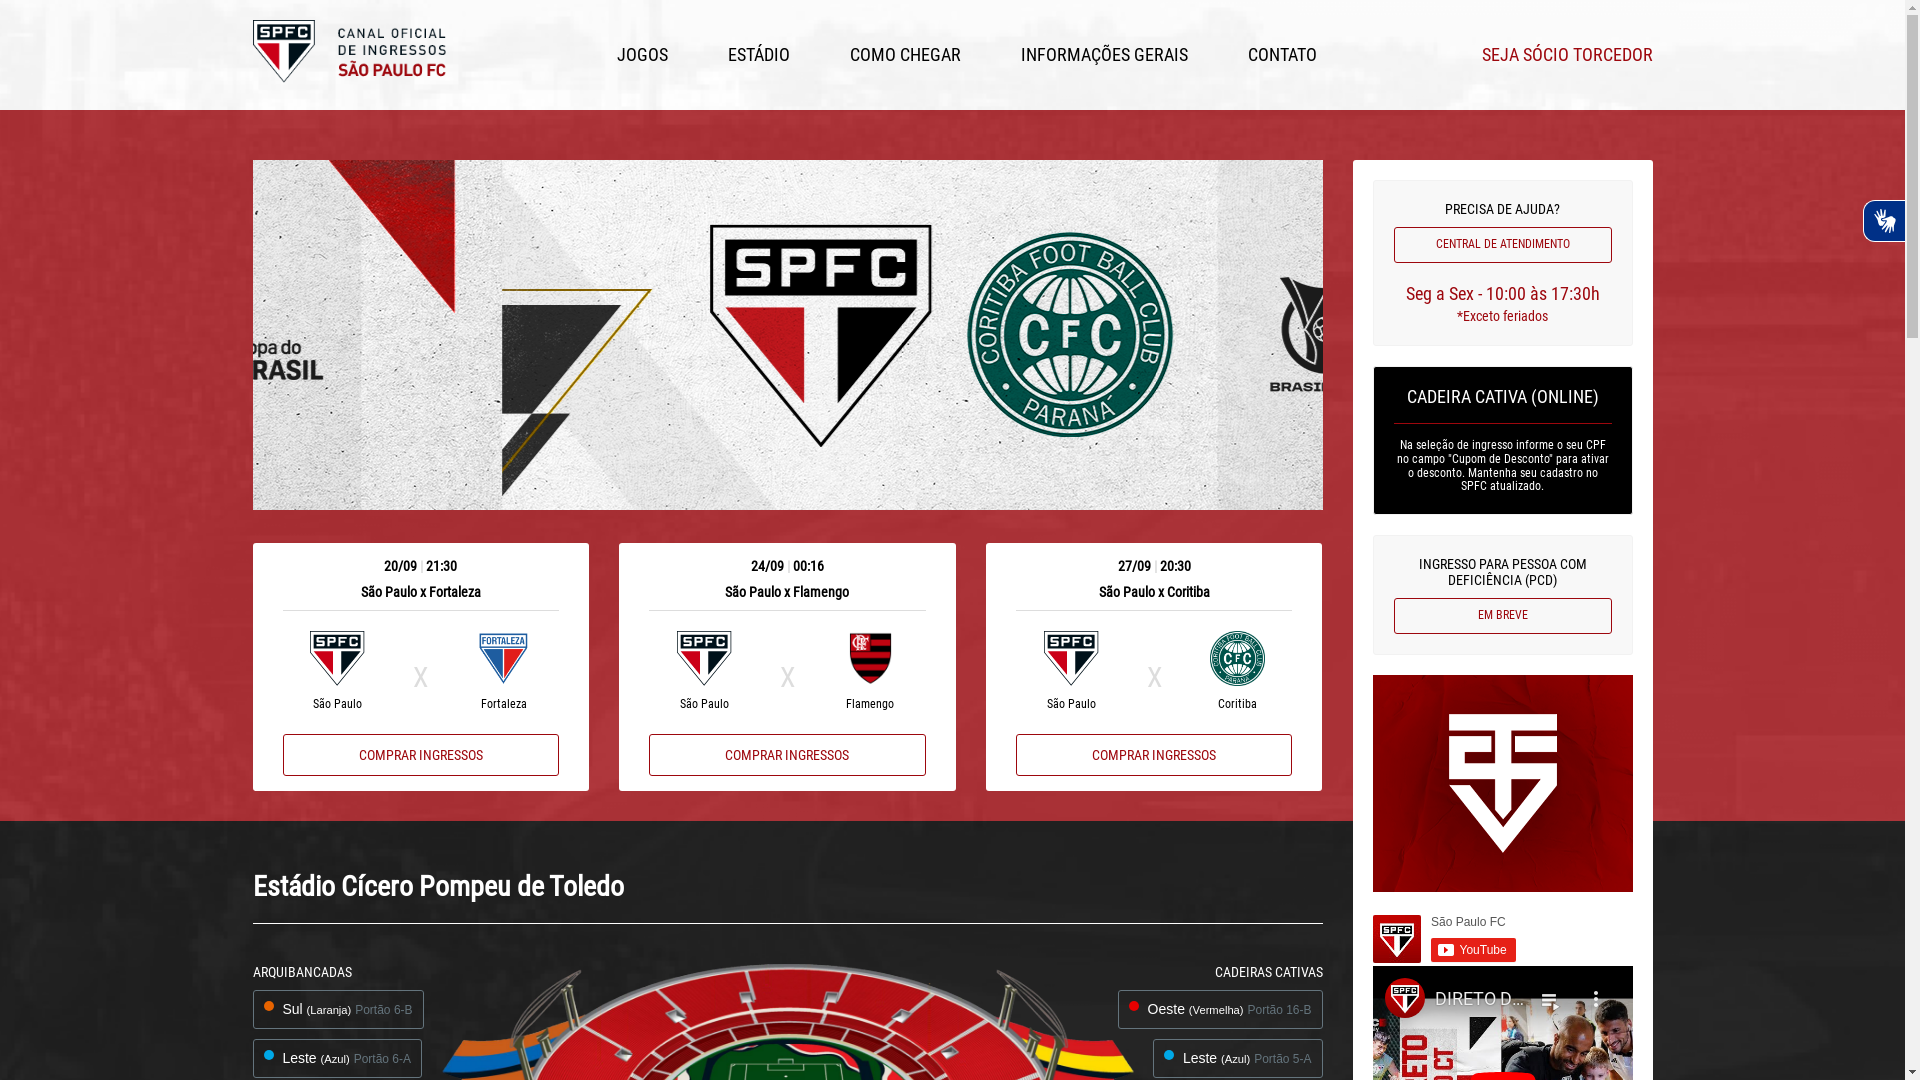 SPFC
CANAL OFICIAL
DE INGRESSOS
SÃO PAULO FC
JOGOS
ESTÁDIO
COMO CHEGAR
INFORMAÇÕES GERAIS
CONTATO
SEJA SÓCIO TORCEDOR
opa do
RASIL
SPFC
CORITIBA FOOT BALL CLUB
CFC
PARANÁ
BRASI
PRECISA DE AJUDA?
CENTRAL DE ATENDIMENTO
Seg a Sex - 10:00 às 17:30h
*Exceto feriados
CADEIRA CATIVA (ONLINE)
Na seleção de ingresso informe o seu CPF
no campo "Cupom de Desconto" para ativar
o desconto. Mantenha seu cadastro no
SPFC atualizado.
INGRESSO PARA PESSOA COM
DEFICIÊNCIA (PCD)
EM BREVE
20/09 | 21:30
São Paulo x Fortaleza
SPFC
X
FORTALEZA
São Paulo
Fortaleza
COMPRAR INGRESSOS
24/09 | 00:16
São Paulo x Flamengo
SPFC
X
São Paulo
Flamengo
COMPRAR INGRESSOS
27/09 | 20:30
São Paulo x Coritiba
SPFC
X
CFC
São Paulo
Coritiba
COMPRAR INGRESSOS
Estádio Cícero Pompeu de Toledo
ARQUIBANCADAS
Sul (Laranja) Portão 6-B
Leste (Azul) Portão 6-A
CADEIRAS CATIVAS
Oeste (Vermelha) Portão 16-B
Leste (Azul) Portão 5-A
SPFC
São Paulo FC
YouTube
SPFC
DIRETO D...